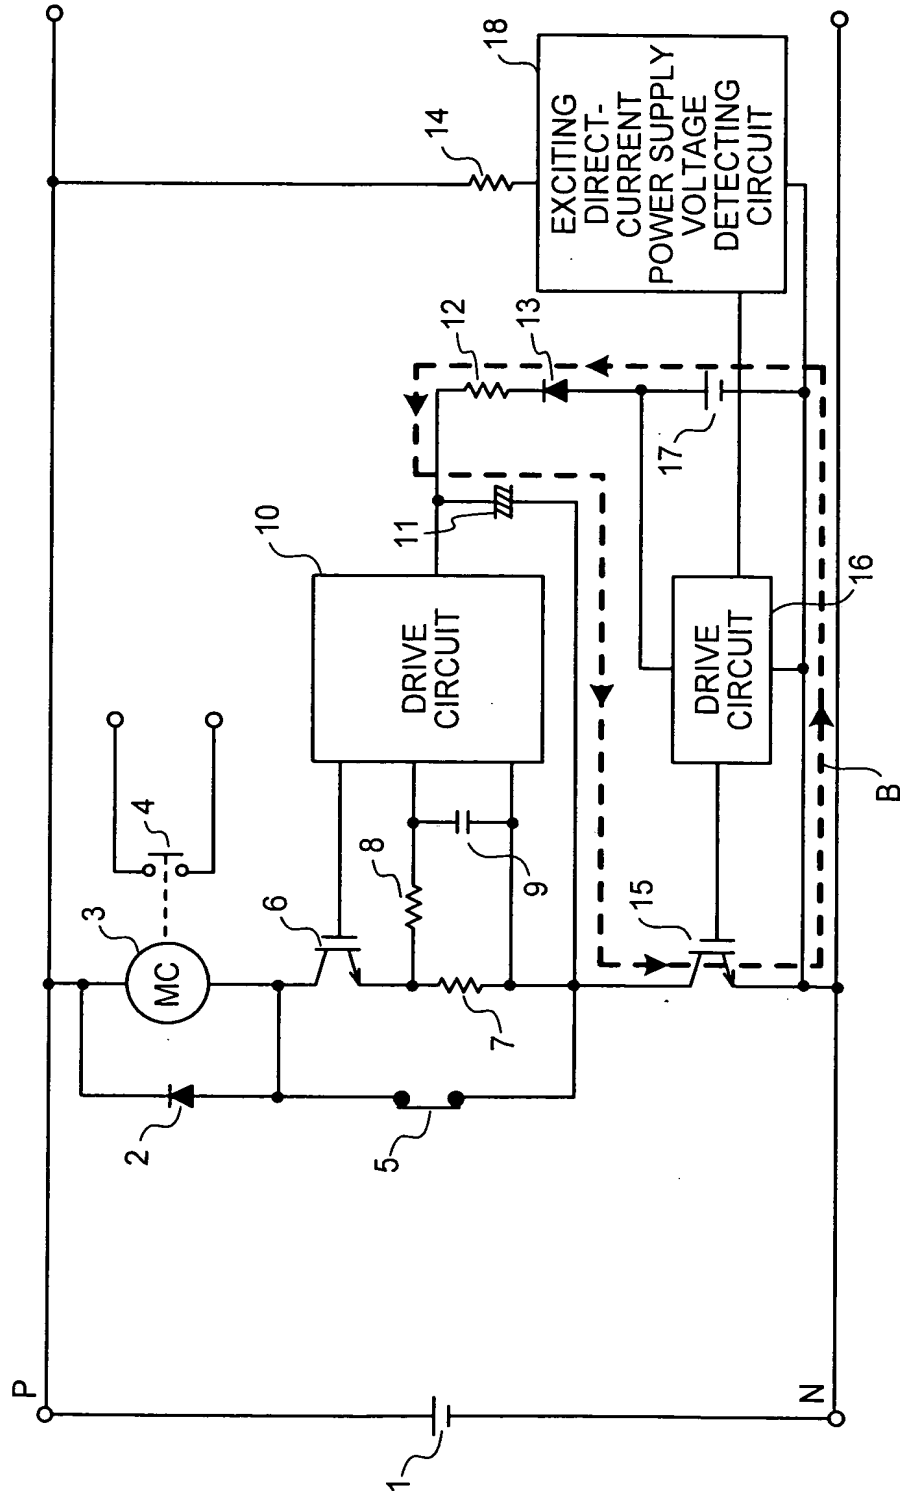 P
N
1
2
3
MC
4
5
6
7
8
9
10
DRIVE
CIRCUIT
11
12
13
14
15
DRIVE
CIRCUIT
16
17
18
EXCITING
DIRECT-
CURRENT
POWER SUPPLY
VOLTAGE
DETECTING
CIRCUIT
B